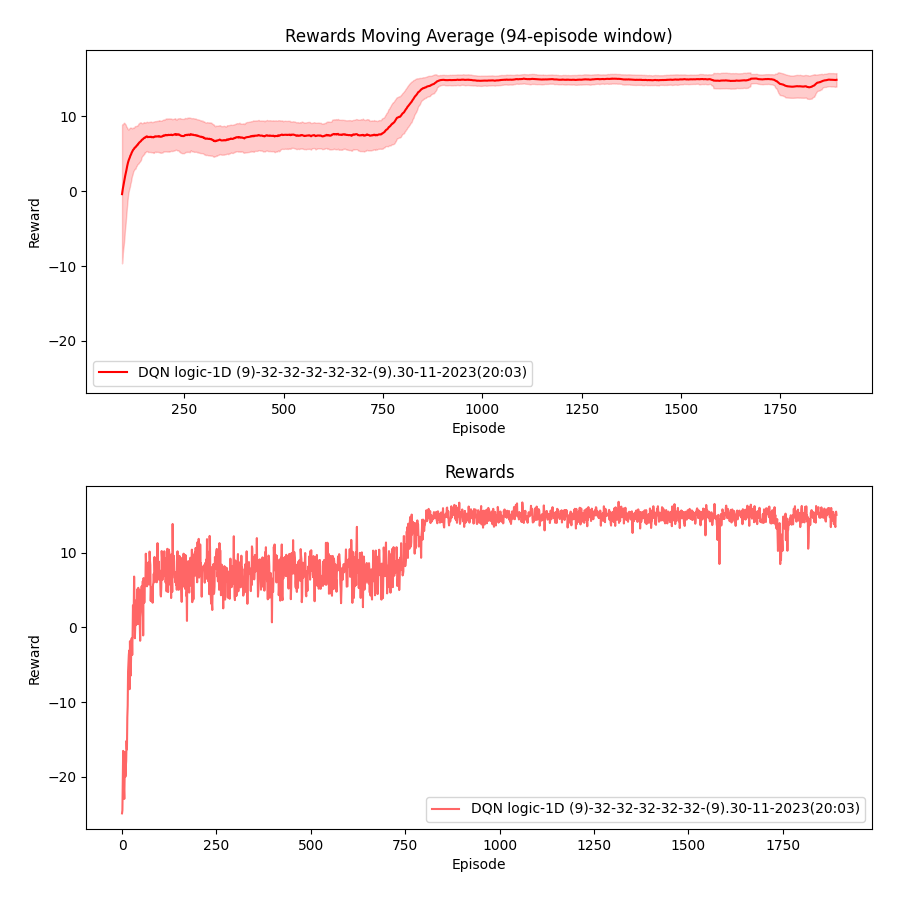 Rewards Moving Average (94-episode window)
10
0
−10
−20
Reward
DQN logic-1D (9)-32-32-32-32-32-(9).30-11-2023(20:03)
250 500 750 1000 1250 1500 1750
Episode
Rewards
10
0
−10
−20
Reward
DQN logic-1D (9)-32-32-32-32-32-(9).30-11-2023(20:03)
0 250 500 750 1000 1250 1500 1750
Episode